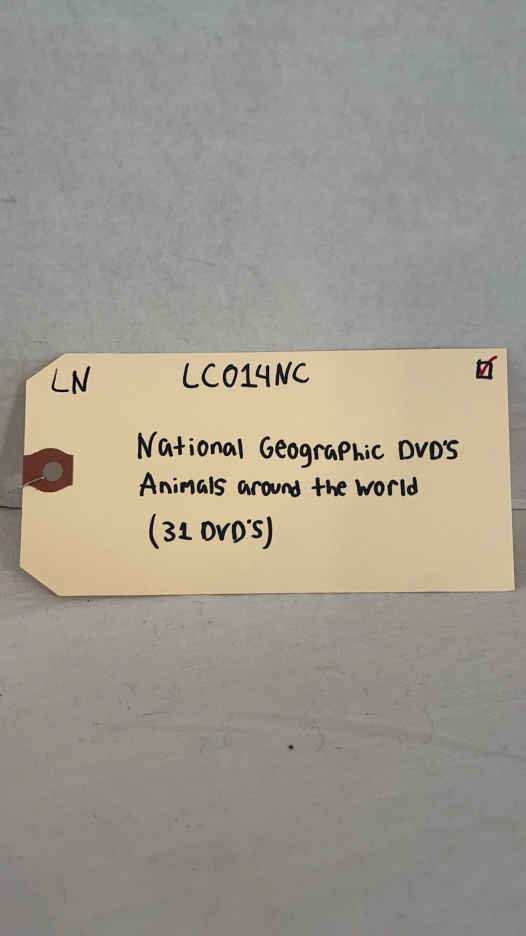 LN LC014NC
National Geographic DVD's
Animals around the world
(31 DVD's)